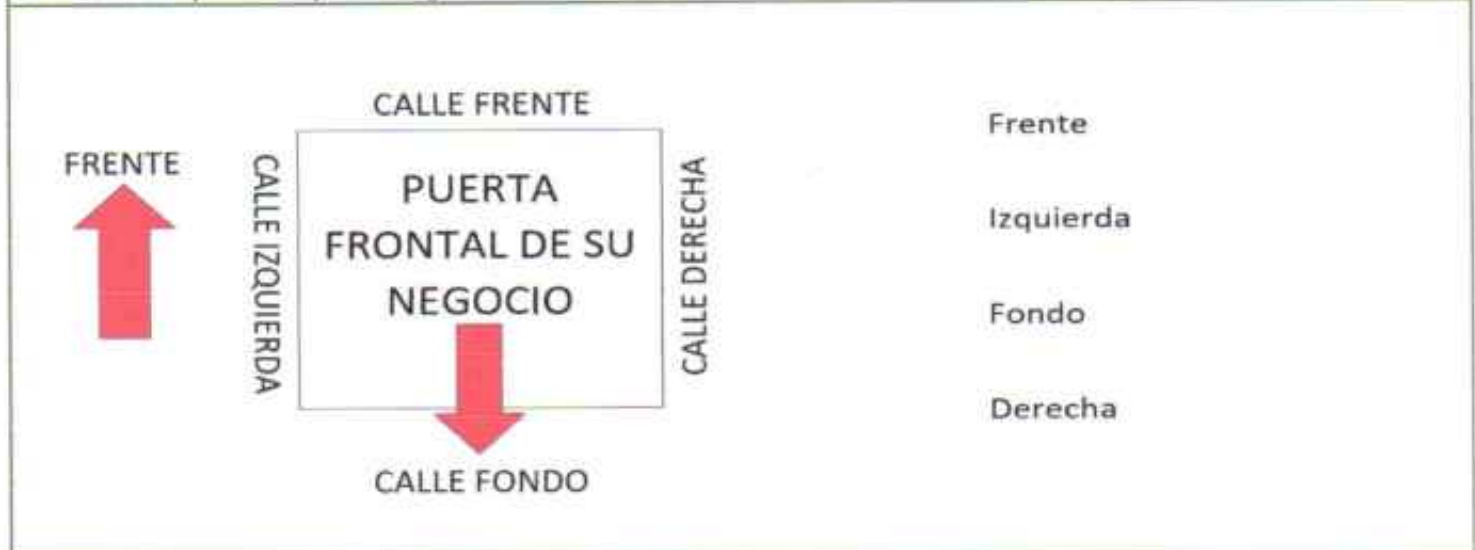 CALLE FRENTE
FRENTE
CALLE IZQUIERDA
PUERTA
FRONTAL DE SU
NEGOCIO
CALLE DERECHA
CALLE FONDO
Frente
Izquierda
Fondo
Derecha